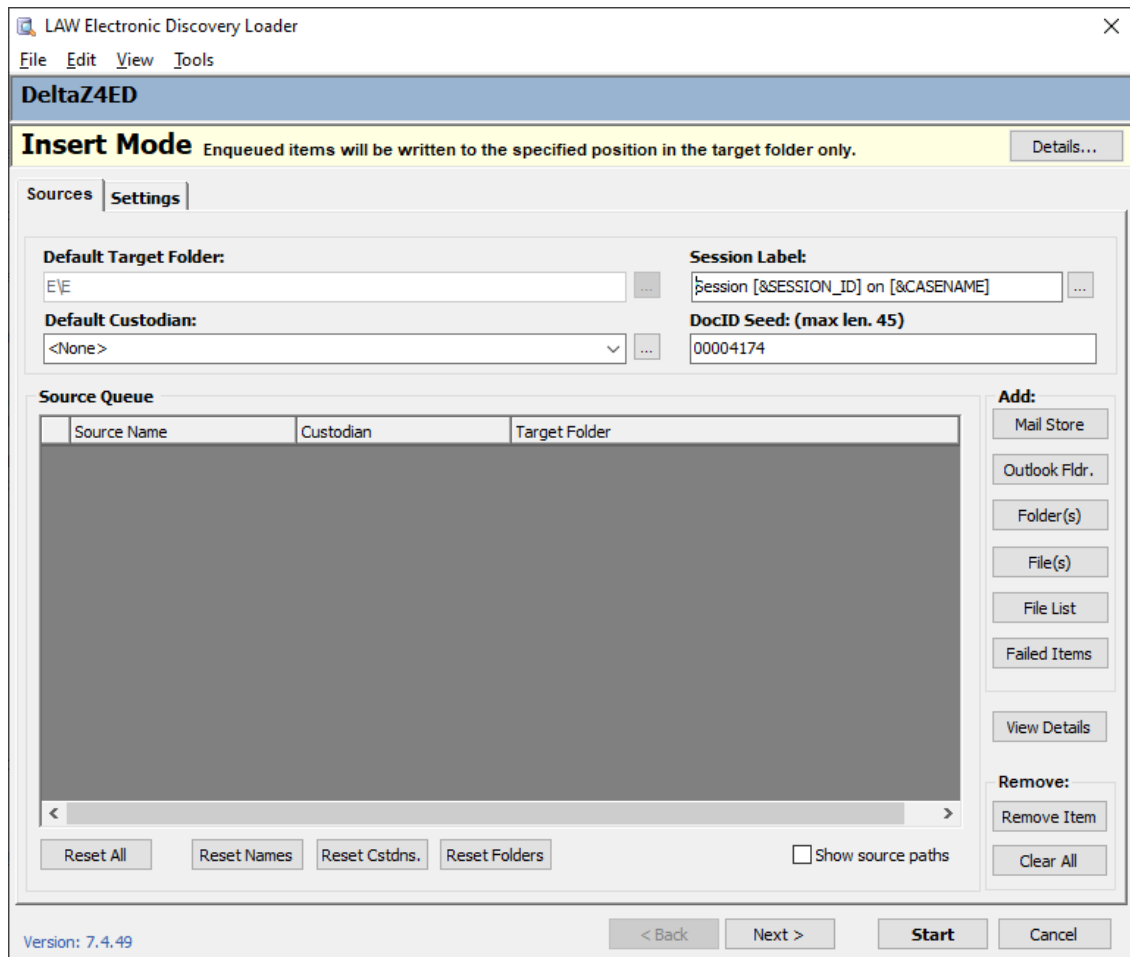 LAW Electronic Discovery Loader
File Edit View Tools
DeltaZ4ED
Insert Mode Enqueued items will be written to the specified position in the target folder only. Details...
Sources Settings
Default Target Folder: Session Label:
E\E ... Session [&SESSION_ID] on [&CASENAME] ...
Default Custodian: DocID Seed: (max len. 45)
<None> ... 00004174
Source Queue Add:
Source Name Custodian Target Folder Mail Store
Outlook Fldr.
Folder(s)
File(s)
File List
Failed Items
View Details
Remove:
Remove Item
Reset All Reset Names Reset Cstdns. Reset Folders Show source paths Clear All
Version: 7.4.49 < Back Next > Start Cancel